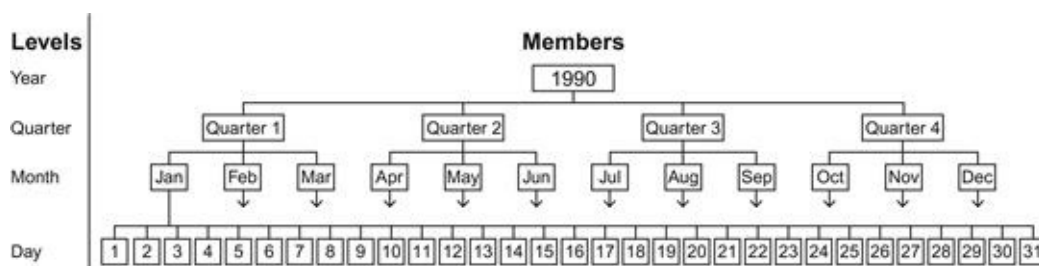 Levels Members
Year 1990
Quarter Quarter 1 Quarter 2 Quarter 3 Quarter 4
Month Jan Feb Mar Apr May Jun Jul Aug Sep Oct Nov Dec
Day 1 2 3 4 5 6 7 8 9 10 11 12 13 14 15 16 17 18 19 20 21 22 23 24 25 26 27 28 29 30 31